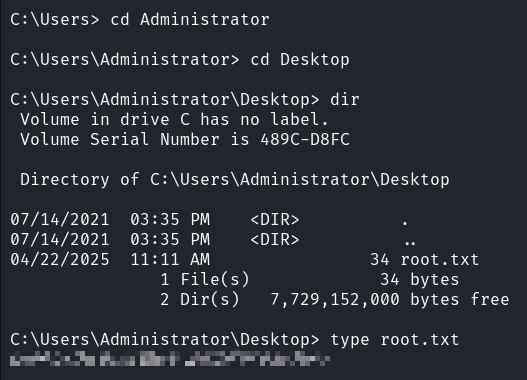 C:\Users> cd Administrator
C:\Users\Administrator> cd Desktop
C:\Users\Administrator\Desktop> dir
Volume in drive C has no label.
Volume Serial Number is 489C-D8FC
Directory of C:\Users\Administrator\Desktop
07/14/2021  03:35 PM    <DIR>          .
07/14/2021  03:35 PM    <DIR>          ..
04/22/2025  11:11 AM                34 root.txt
1 File(s)             34 bytes
2 Dir(s)   7,729,152,000 bytes free
C:\Users\Administrator\Desktop> type root.txt